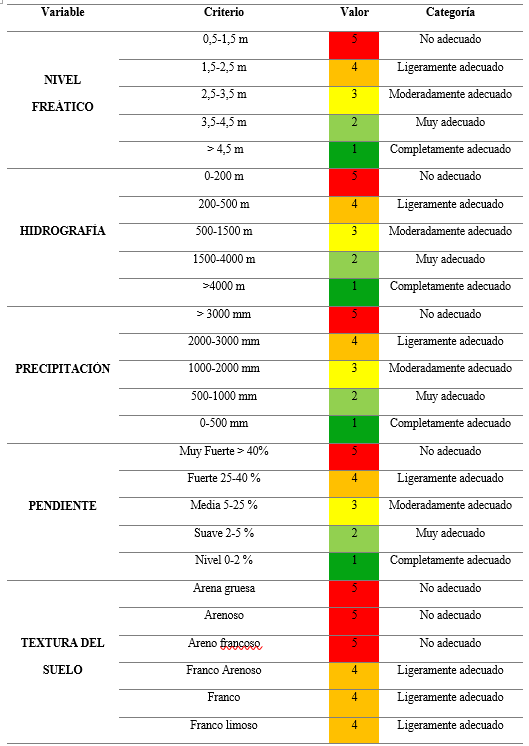 Variable Criterio Valor Categoría
NIVEL FREÁTICO
0,5-1,5 m 5 No adecuado
1,5-2,5 m 4 Ligeramente adecuado
2,5-3,5 m 3 Moderadamente adecuado
3,5-4,5 m 2 Muy adecuado
> 4,5 m 1 Completamente adecuado
HIDROGRAFÍA
0-200 m 5 No adecuado
200-500 m 4 Ligeramente adecuado
500-1500 m 3 Moderadamente adecuado
1500-4000 m 2 Muy adecuado
>4000 m 1 Completamente adecuado
PRECIPITACIÓN
> 3000 mm 5 No adecuado
2000-3000 mm 4 Ligeramente adecuado
1000-2000 mm 3 Moderadamente adecuado
500-1000 mm 2 Muy adecuado
0-500 mm 1 Completamente adecuado
PENDIENTE
Muy Fuerte > 40% 5 No adecuado
Fuerte 25-40 % 4 Ligeramente adecuado
Media 5-25 % 3 Moderadamente adecuado
Suave 2-5 % 2 Muy adecuado
Nivel 0-2 % 1 Completamente adecuado
TEXTURA DEL SUELO
Arena gruesa 5 No adecuado
Arenoso 5 No adecuado
Areno francoso 5 No adecuado
Franco Arenoso 4 Ligeramente adecuado
Franco 4 Ligeramente adecuado
Franco limoso 4 Ligeramente adecuado